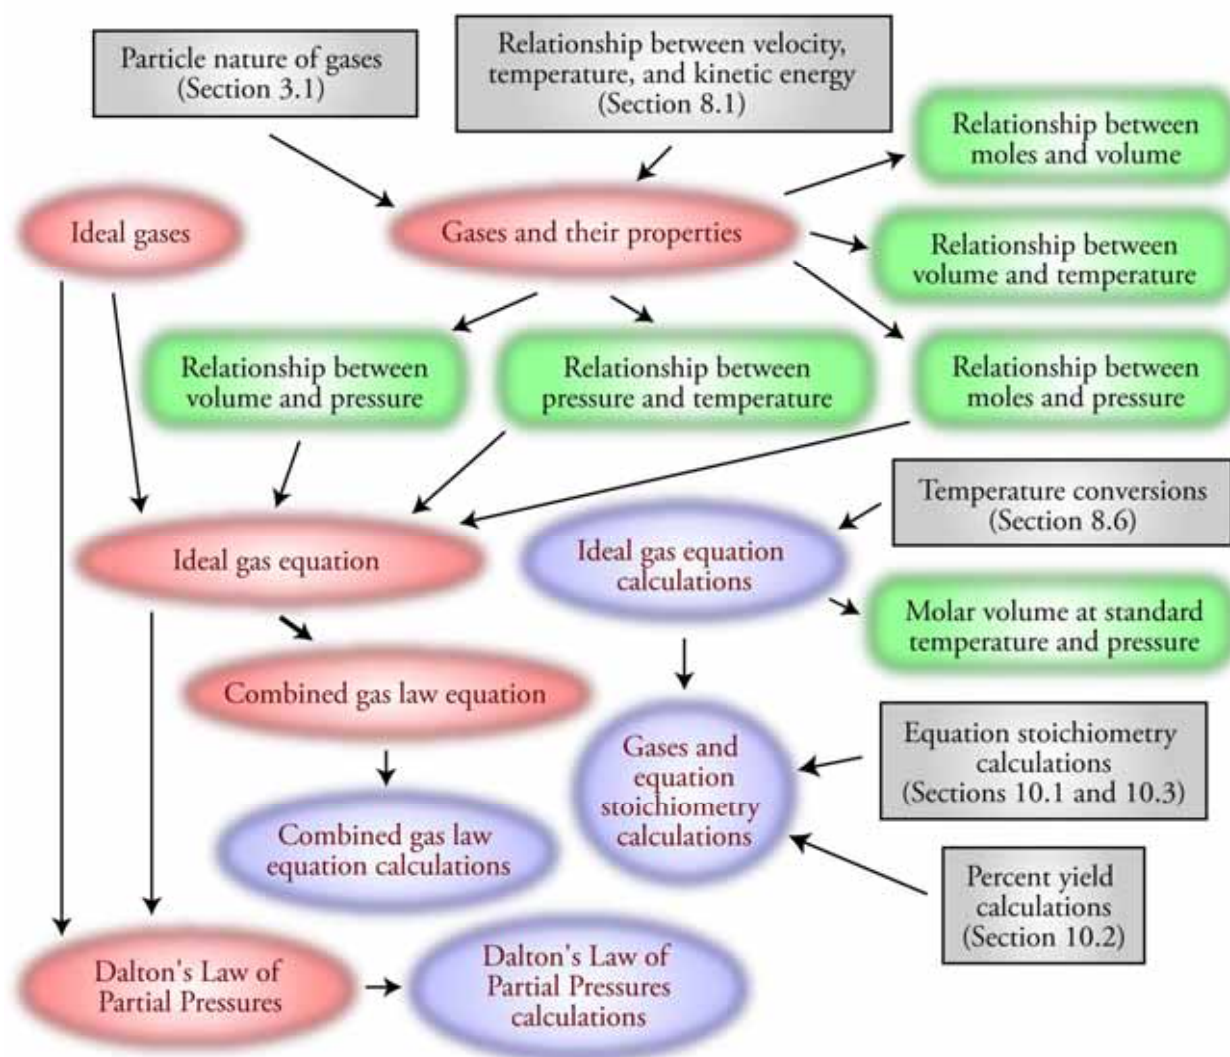 Particle nature of gases
(Section 3.1)
Relationship between velocity,
temperature, and kinetic energy
(Section 8.1)
Relationship between
moles and volume
Ideal gases
Gases and their properties
Relationship between
volume and temperature
Relationship between
volume and pressure
Relationship between
pressure and temperature
Relationship between
moles and pressure
Temperature conversions
(Section 8.6)
Ideal gas equation
Ideal gas equation
calculations
Molar volume at standard
temperature and pressure
Combined gas law equation
Gases and
equation
stoichiometry
calculations
Equation stoichiometry
calculations
(Sections 10.1 and 10.3)
Combined gas law
equation calculations
Percent yield
calculations
(Section 10.2)
Dalton's Law of
Partial Pressures
Dalton's Law of
Partial Pressures
calculations